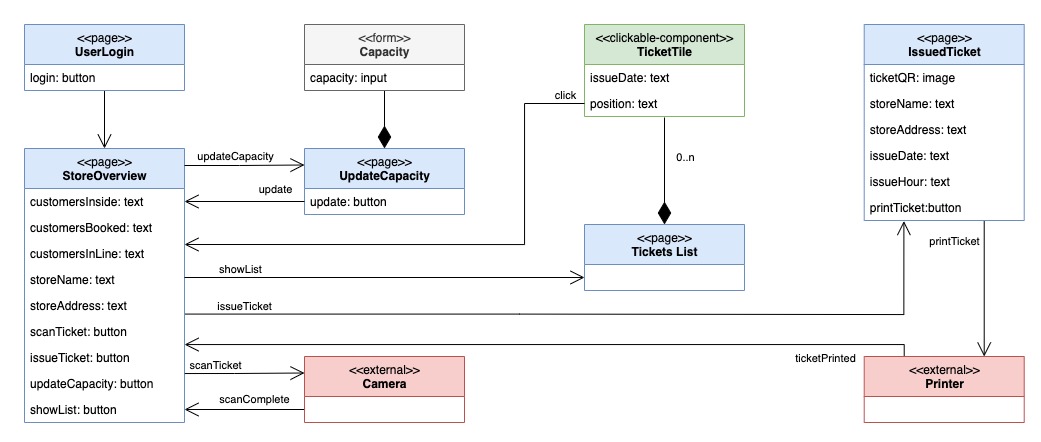 <<page>>
UserLogin
login: button
<<form>>
Capacity
capacity: input
<<clickable-component>>
TicketTile
issueDate: text
position: text
<<page>>
IssuedTicket
ticketQR: image
storeName: text
storeAddress: text
issueDate: text
issueHour: text
printTicket:button
click
0..n
<<page>>
StoreOverview
customersInside: text
customersBooked: text
customersInLine: text
storeName: text
storeAddress: text
scanTicket: button
issueTicket: button
updateCapacity: button
showList: button
updateCapacity
update
<<page>>
UpdateCapacity
update: button
<<page>>
Tickets List
showList
issueTicket
printTicket
ticketPrinted
scanTicket
scanComplete
<<external>>
Camera
<<external>>
Printer